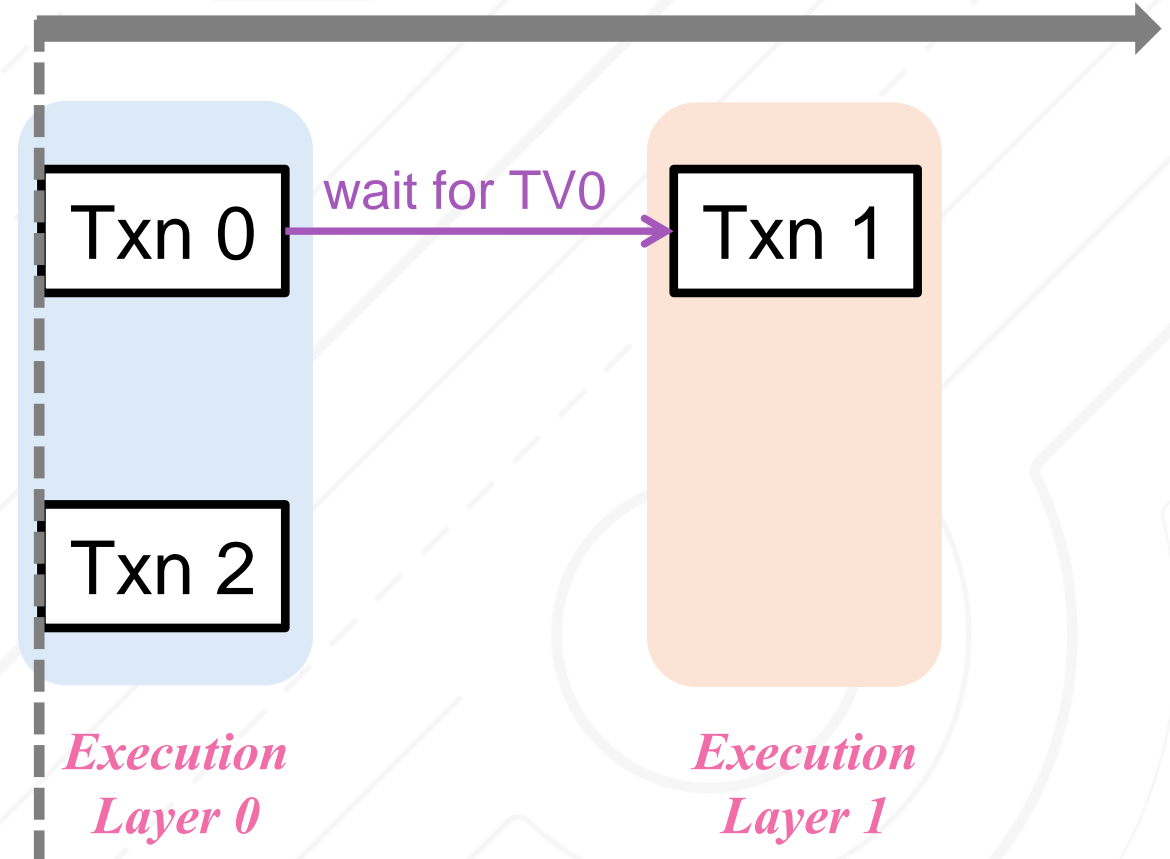 Txn 0
wait for TV0
Txn 1
Txn 2
Execution
Layer 0
Execution
Layer 1